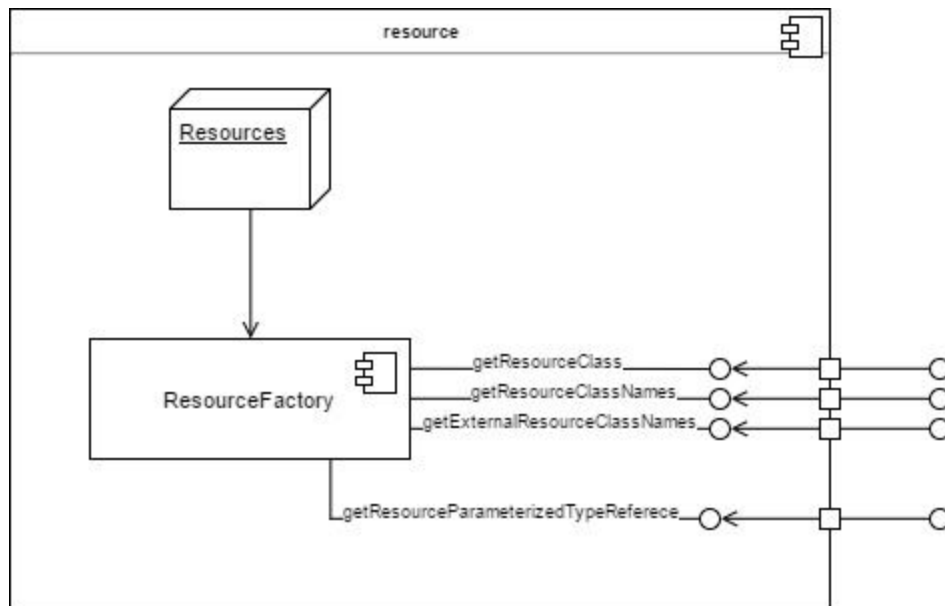 resource
Resources
ResourceFactory
getResourceClass
getResourceClassNames
getExternalResourceClassNames
getResourceParameterizedTypeReferece